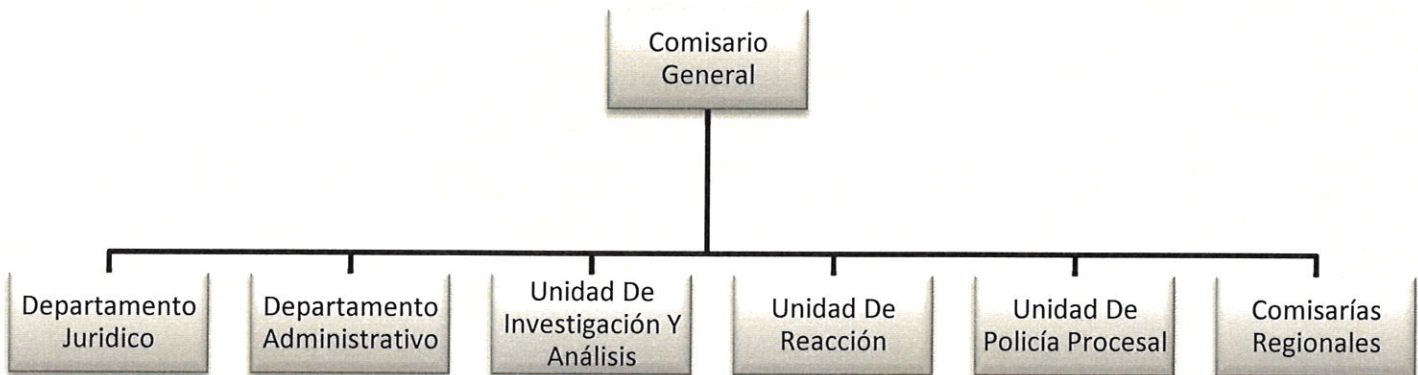 Comisario
General
Departamento
Juridico
Departamento
Administrativo
Unidad De
Investigación Y
Análisis
Unidad De
Reacción
Unidad De
Policía Procesal
Comisarías
Regionales